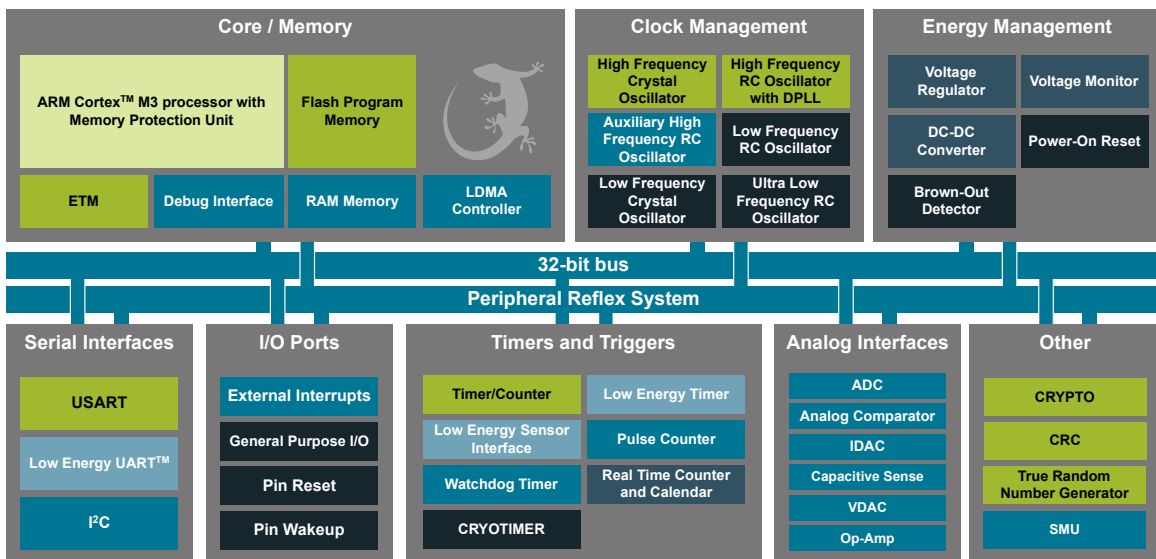 Core / Memory
ARM Cortex™ M3 processor with
Memory Protection Unit
Flash Program
Memory
ETM
Debug Interface
RAM Memory
LDMA
Controller
Clock Management
High Frequency
Crystal
Oscillator
High Frequency
RC Oscillator
with DPLL
Auxiliary High
Frequency RC
Oscillator
Low Frequency
RC Oscillator
Low Frequency
Crystal
Oscillator
Ultra Low
Frequency RC
Oscillator
Energy Management
Voltage
Regulator
Voltage Monitor
DC-DC
Converter
Power-On Reset
Brown-Out
Detector
32-bit bus
Peripheral Reflex System
Serial Interfaces
USART
Low Energy UART™
I²C
I/O Ports
External Interrupts
General Purpose I/O
Pin Reset
Pin Wakeup
Timers and Triggers
Timer/Counter
Low Energy Timer
Low Energy Sensor
Interface
Pulse Counter
Watchdog Timer
Real Time Counter
and Calendar
CRYOTIMER
Analog Interfaces
ADC
Analog Comparator
IDAC
Capacitive Sense
VDAC
Op-Amp
Other
CRYPTO
CRC
True Random
Number Generator
SMU